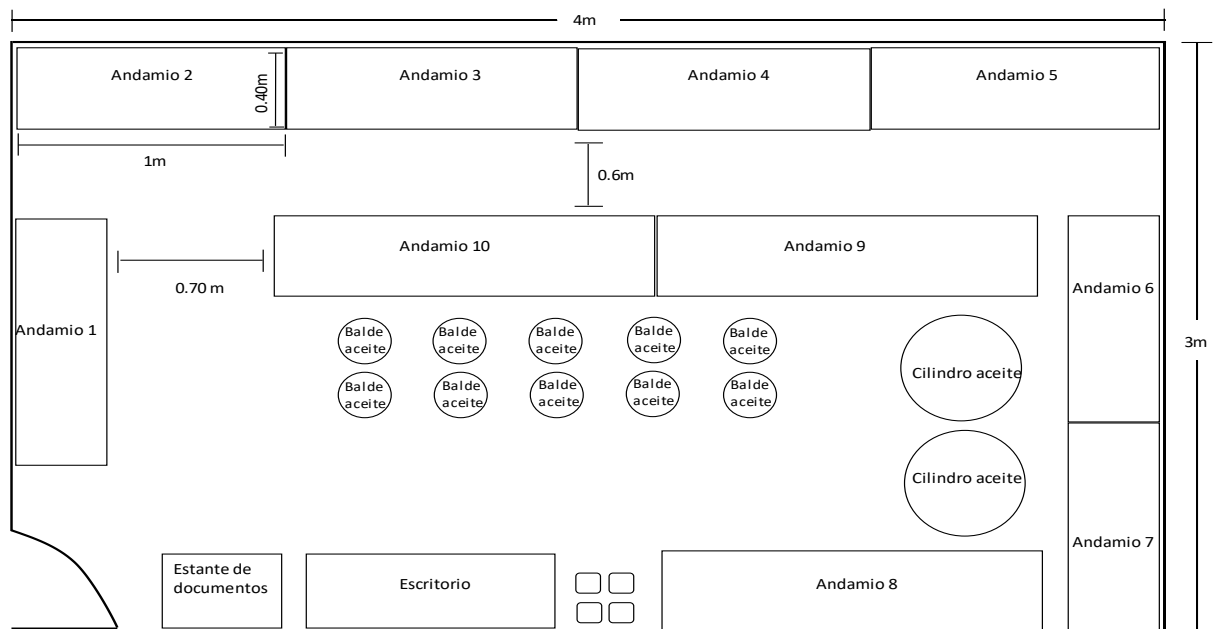 4m
Andamio 2
Andamio 3
Andamio 4
Andamio 5
0.40m
1m
0.6m
Andamio 10
Andamio 9
0.70 m
Andamio 6
Andamio 1
3m
Balde
aceite
Balde
aceite
Balde
aceite
Balde
aceite
Balde
aceite
Cilindro aceite
Balde
aceite
Balde
aceite
Balde
aceite
Balde
aceite
Balde
aceite
Cilindro aceite
Andamio 7
Estante de
documentos
Escritorio
Andamio 8